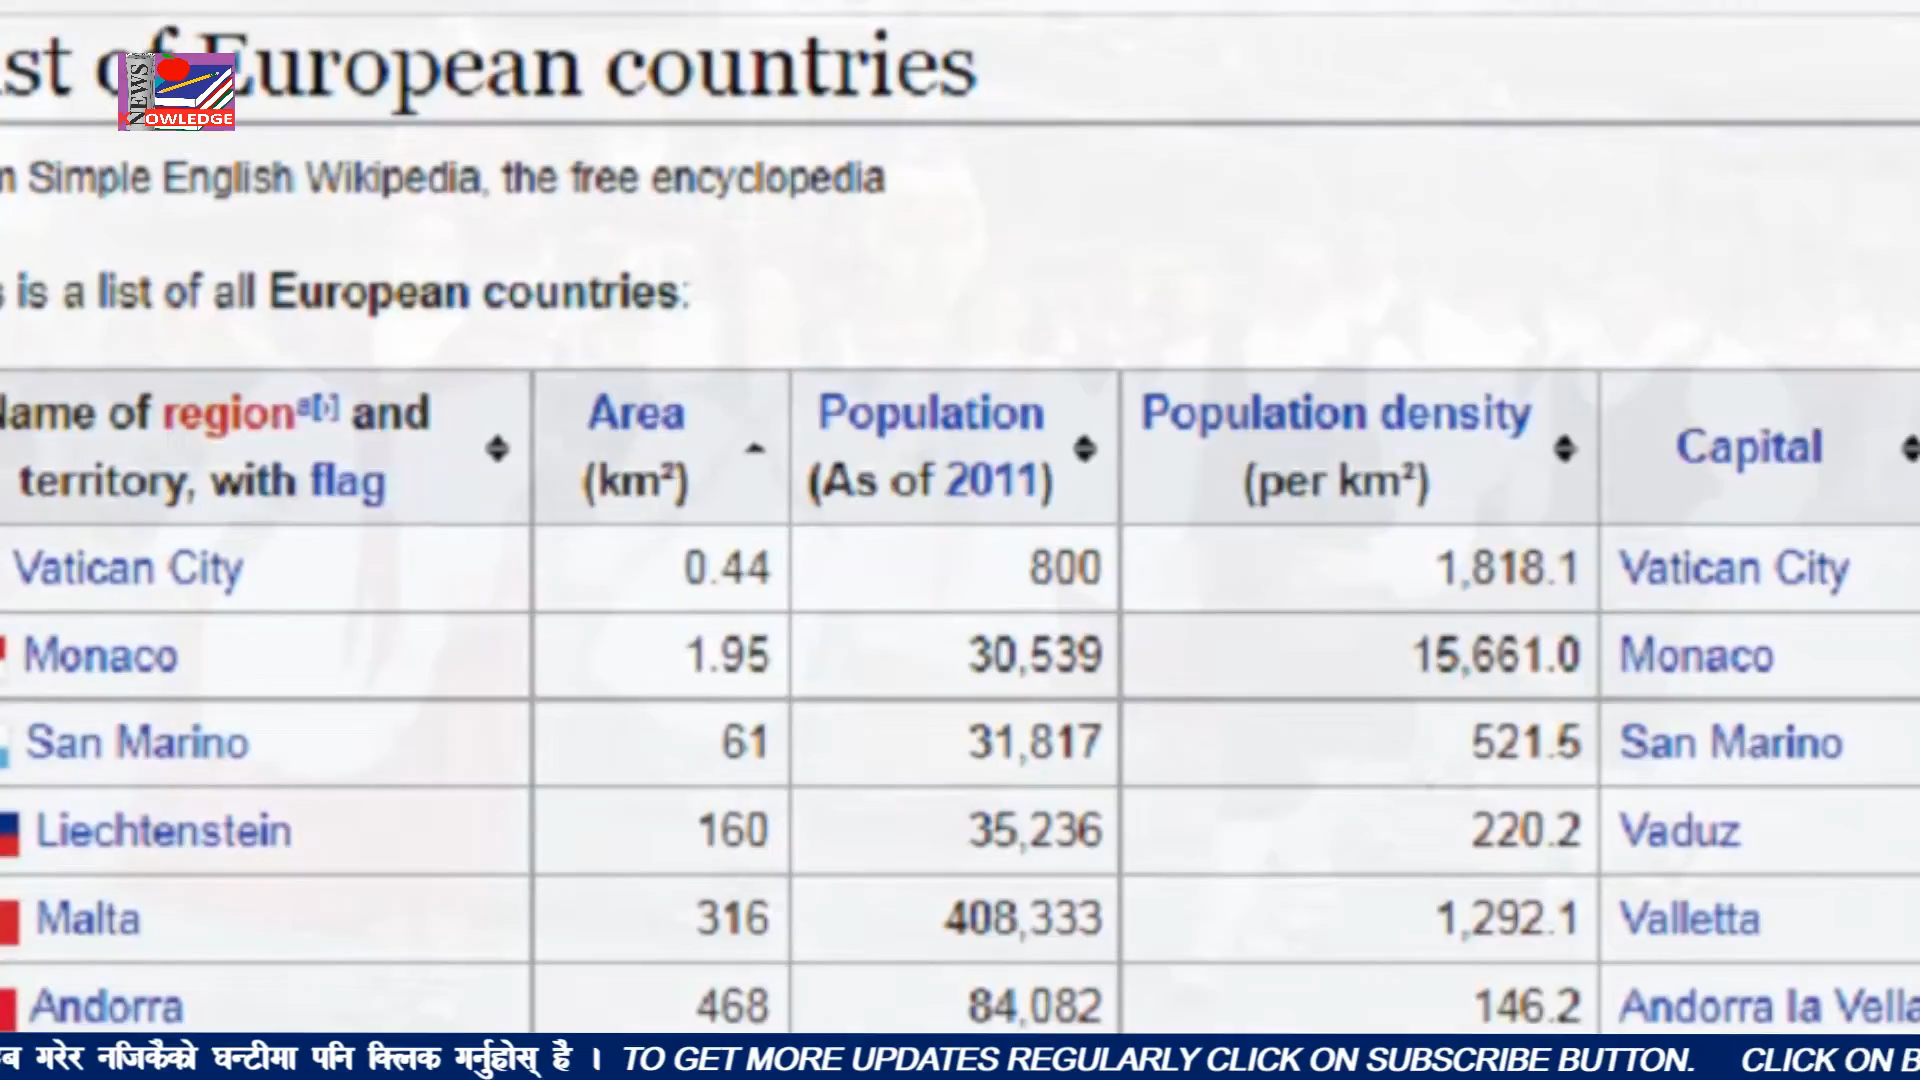 st of European countries
NEWS
KNOWLEDGE
m Simple English Wikipedia, the free encyclopedia
s is a list of all European countries:
Name of region and territory, with flag
Area (km²)
Population (As of 2011)
Population density (per km²)
Capital
Vatican City 0.44 800 1,818.1 Vatican City
Monaco 1.95 30,539 15,661.0 Monaco
San Marino 61 31,817 521.5 San Marino
Liechtenstein 160 35,236 220.2 Vaduz
Malta 316 408,333 1,292.1 Valletta
Andorra 468 84,082 146.2 Andorra la Vella
ब गरेर नजिकैको घन्टीमा पनि क्लिक गर्नुहोस् है । TO GET MORE UPDATES REGULARLY CLICK ON SUBSCRIBE BUTTON. CLICK ON B